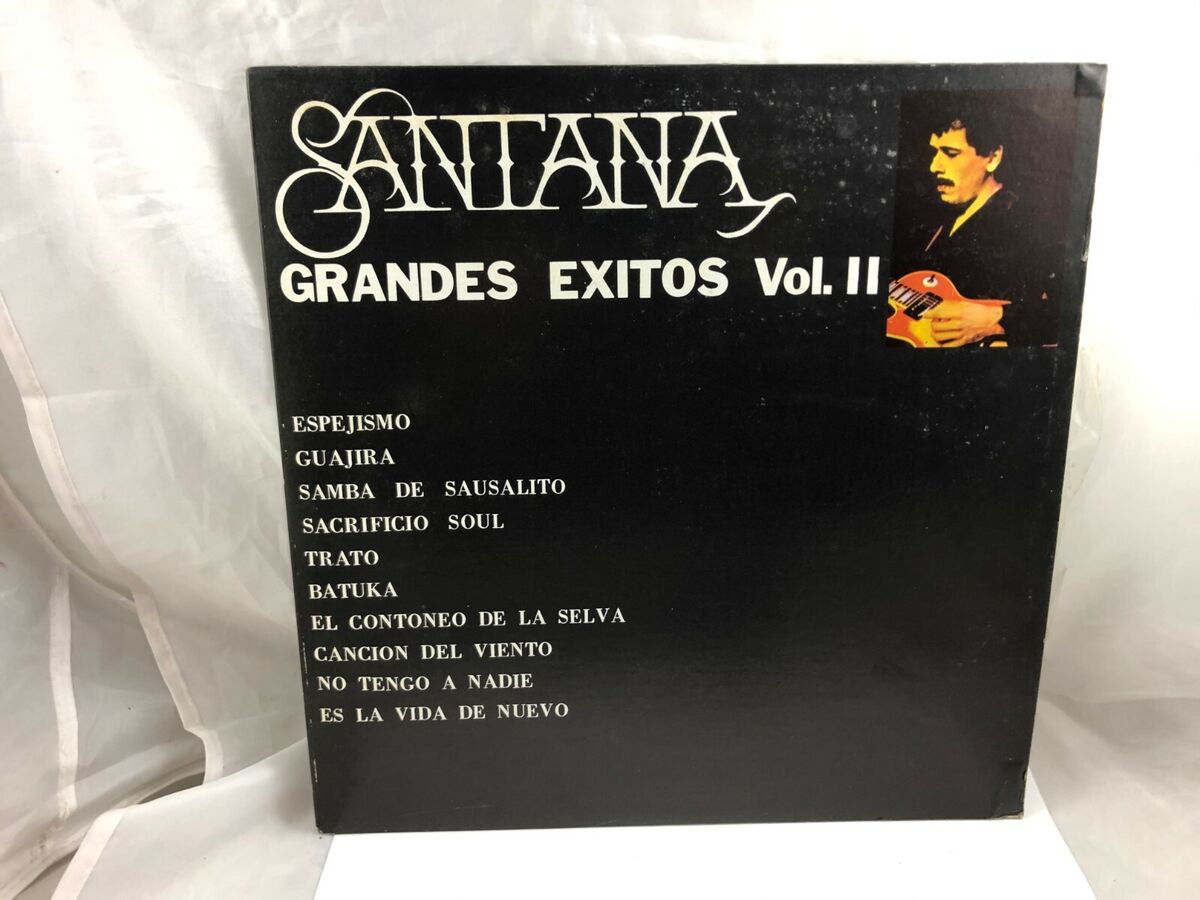 SANTANA
GRANDES EXITOS Vol. II
ESPEJISMO
GUAJIRA
SAMBA DE SAUSALITO
SACRIFICIO SOUL
TRATO
BATUKA
EL CONTONEO DE LA SELVA
CANCION DEL VIENTO
NO TENGO A NADIE
ES LA VIDA DE NUEVO